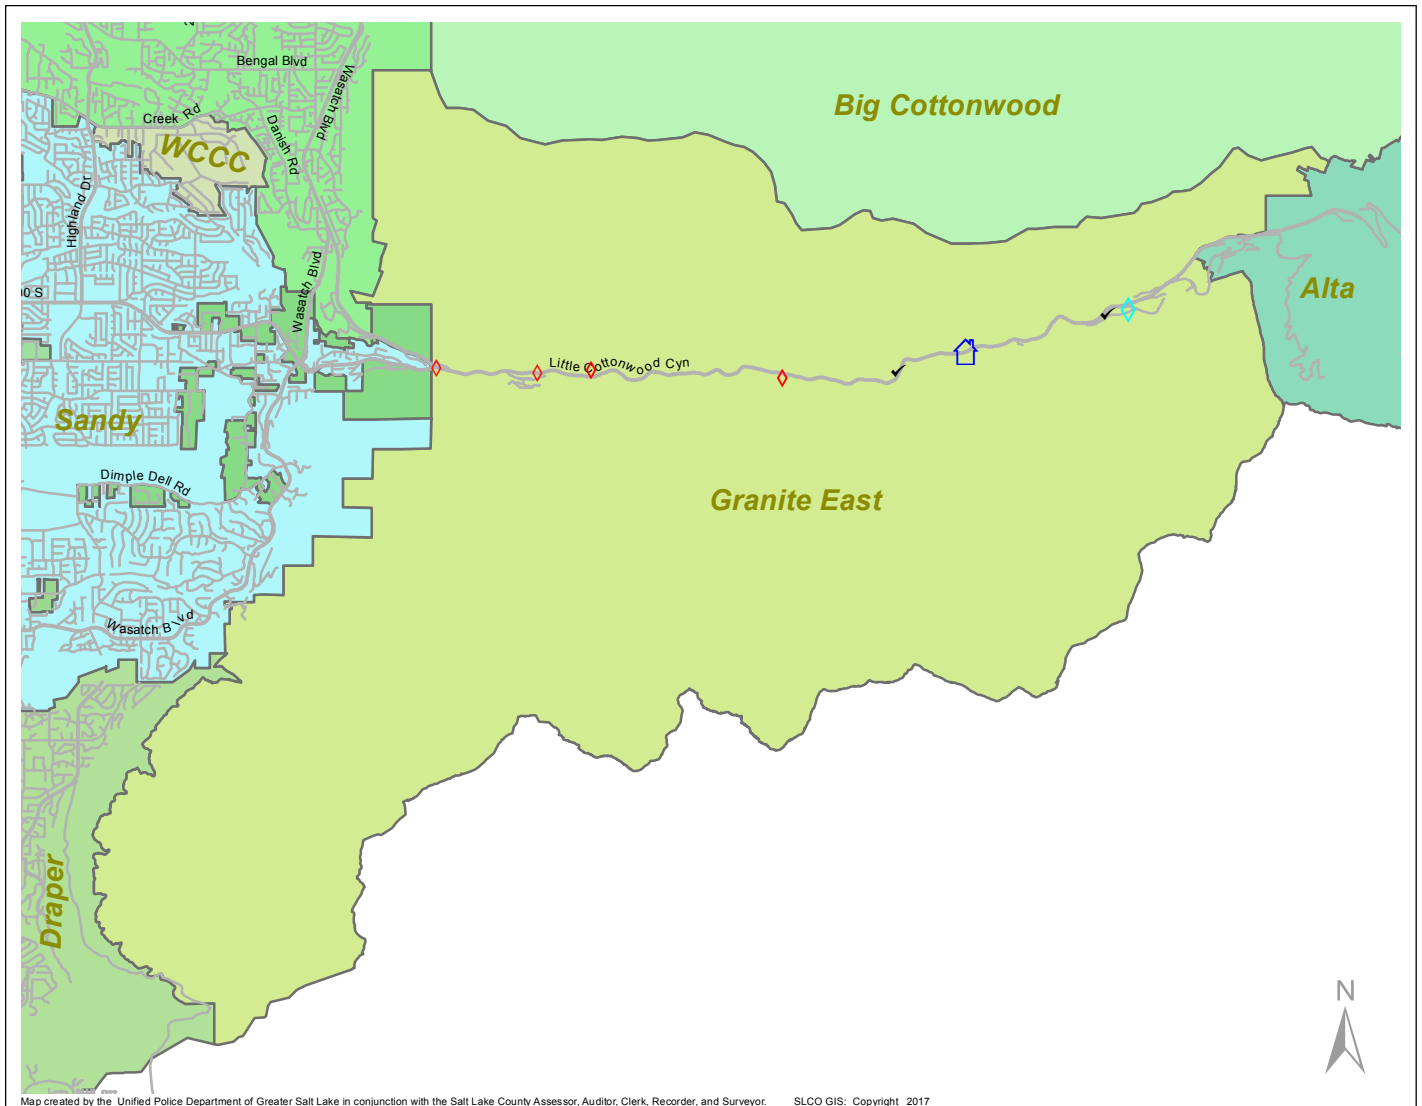 Bengal Blvd
Wasatch Blvd
Big Cottonwood
Creek Rd
Danish Rd
WCCC
Highland Dr
Wasatch Blvd
00 S
Alta
Little Cottonwood Cyn
Sandy
Dimple Dell Rd
Granite East
Wasatch Blvd
Draper
N
Map created by the Unified Police Department of Greater Salt Lake in conjunction with the Salt Lake County Assessor, Auditor, Clerk, Recorder, and Surveyor. SLCO GIS: Copyright 2017